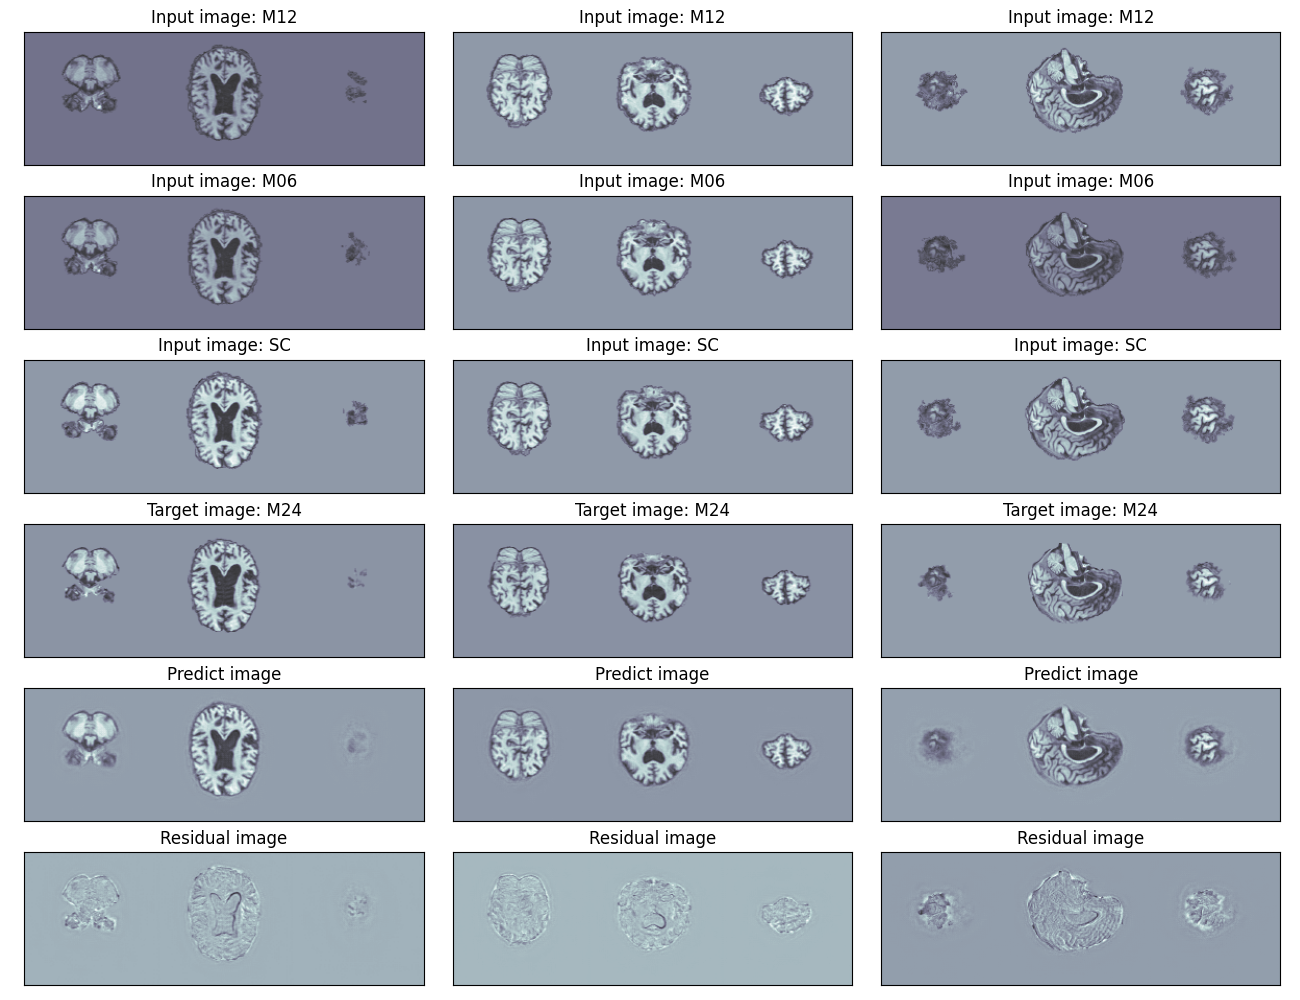 Input image: M12 Input image: M12 Input image: M12
Input image: M06 Input image: M06 Input image: M06
Input image: SC Input image: SC Input image: SC
Target image: M24 Target image: M24 Target image: M24
Predict image Predict image Predict image
Residual image Residual image Residual image